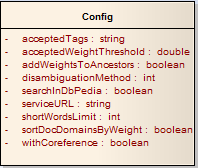 Config
- acceptedTags : string
- acceptedWeightThreshold : double
- addWeightsToAncestors : boolean
- disambiguationMethod : int
- searchInDbPedia : boolean
- serviceURL : string
- shortWordsLimit : int
- sortDocDomainsByWeight : boolean
- withCoreference : boolean